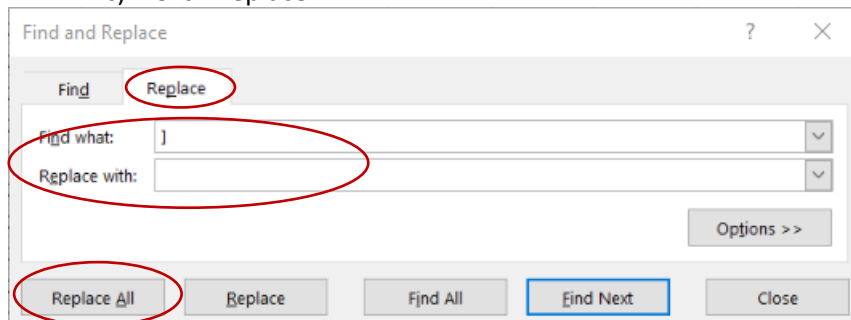 Find and Replace ? ×
Find Replace
Find what: ]
Replace with:
Options >>
Replace All Replace Find All Find Next Close